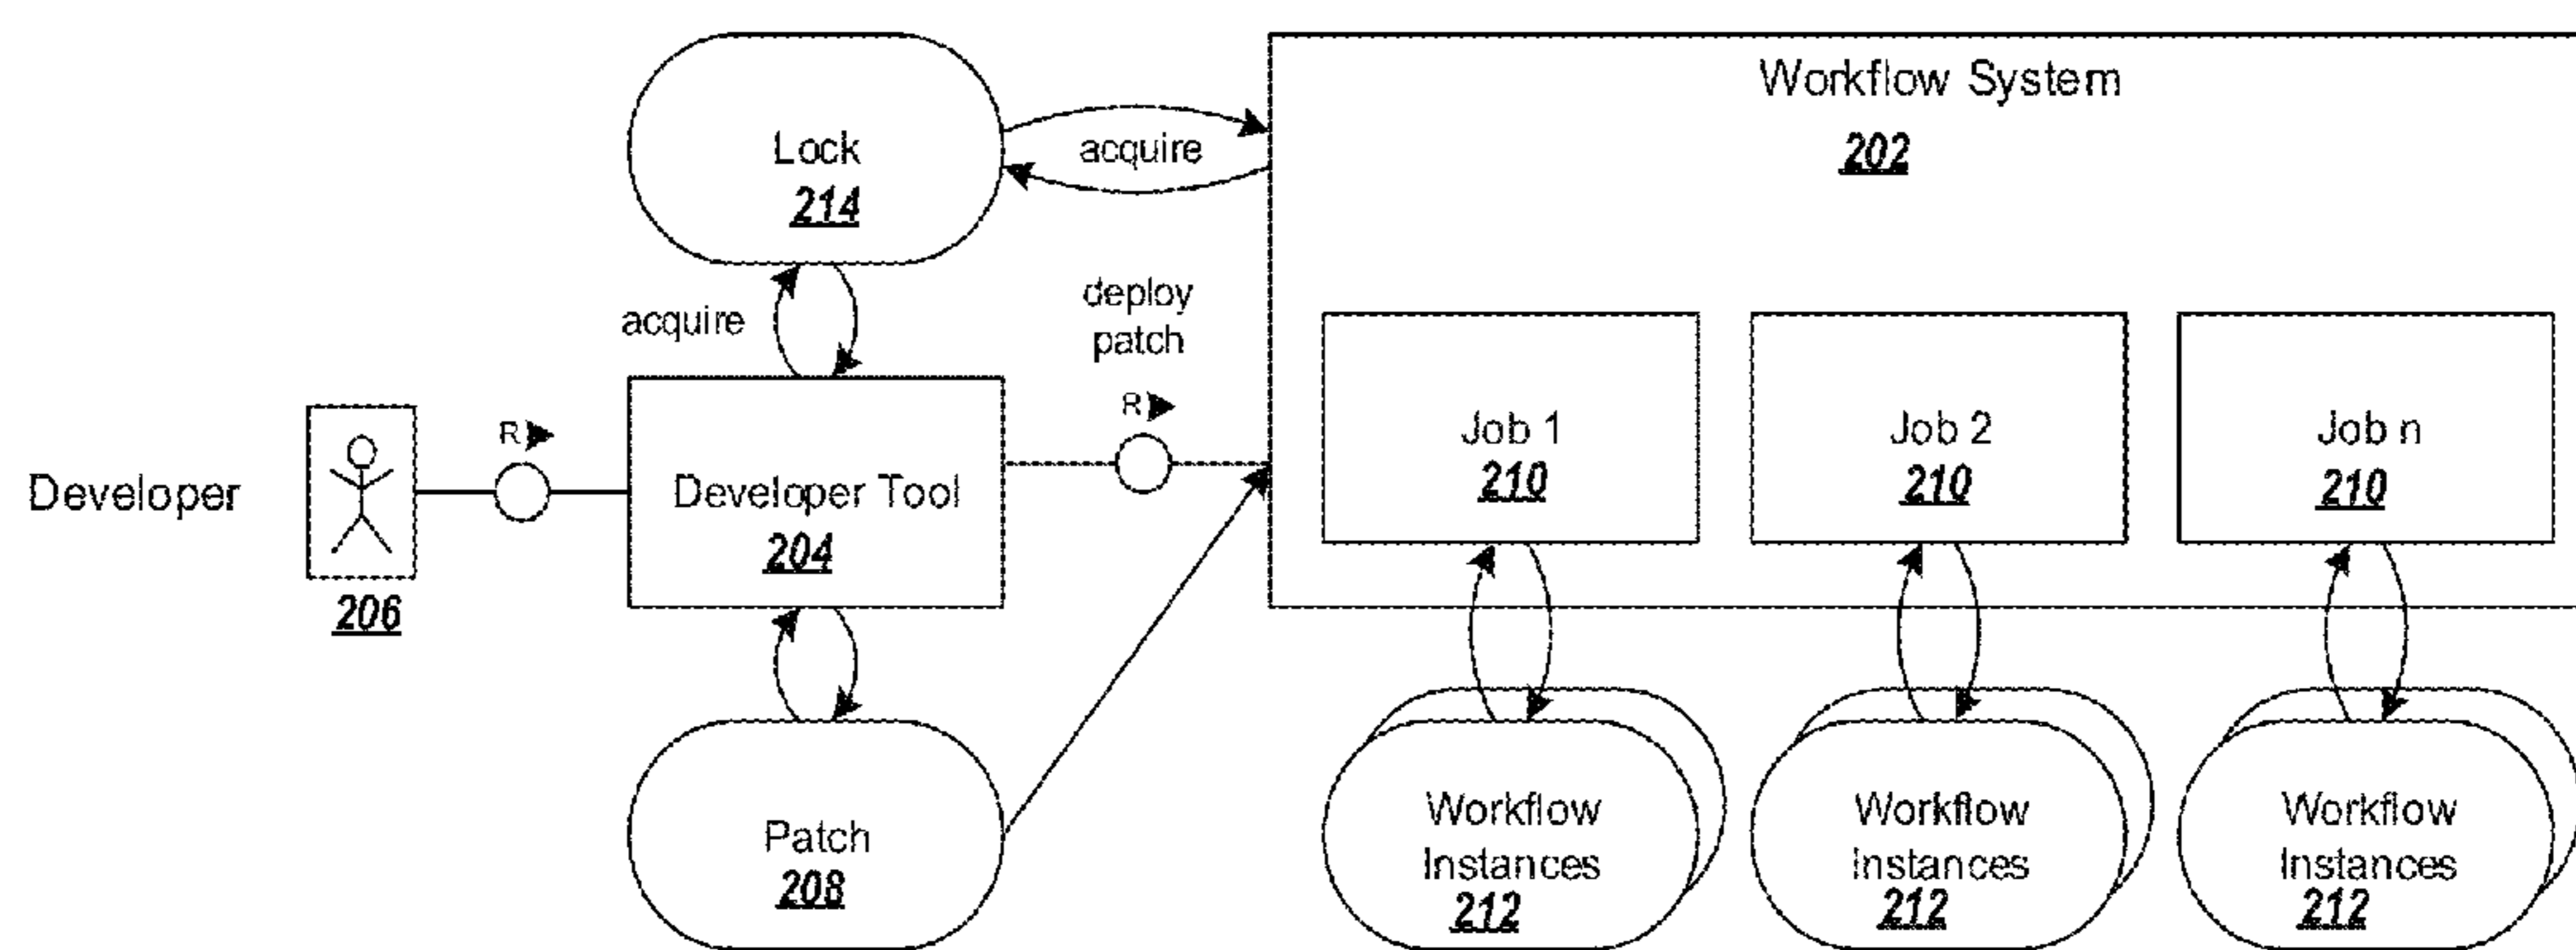 Workflow System
202
Lock
214
acquire
acquire
deploy
patch
R
R
Developer
206
Developer Tool
204
Job 1
210
Job 2
210
Job n
210
Patch
208
Workflow
Instances
212
Workflow
Instances
212
Workflow
Instances
212